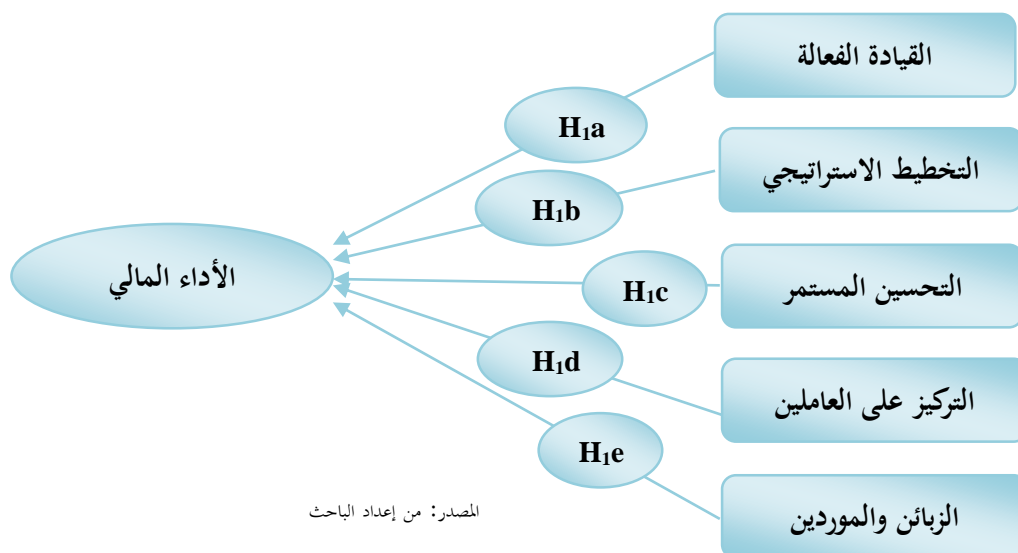 القيادة الفعالة
H₁a
التخطيط الاستراتيجي
H₁b
الأداء المالي
التحسين المستمر
H₁c
التركيز على العاملين
H₁d
الزبائن والموردين
H₁e
المصدر: من إعداد الباحث